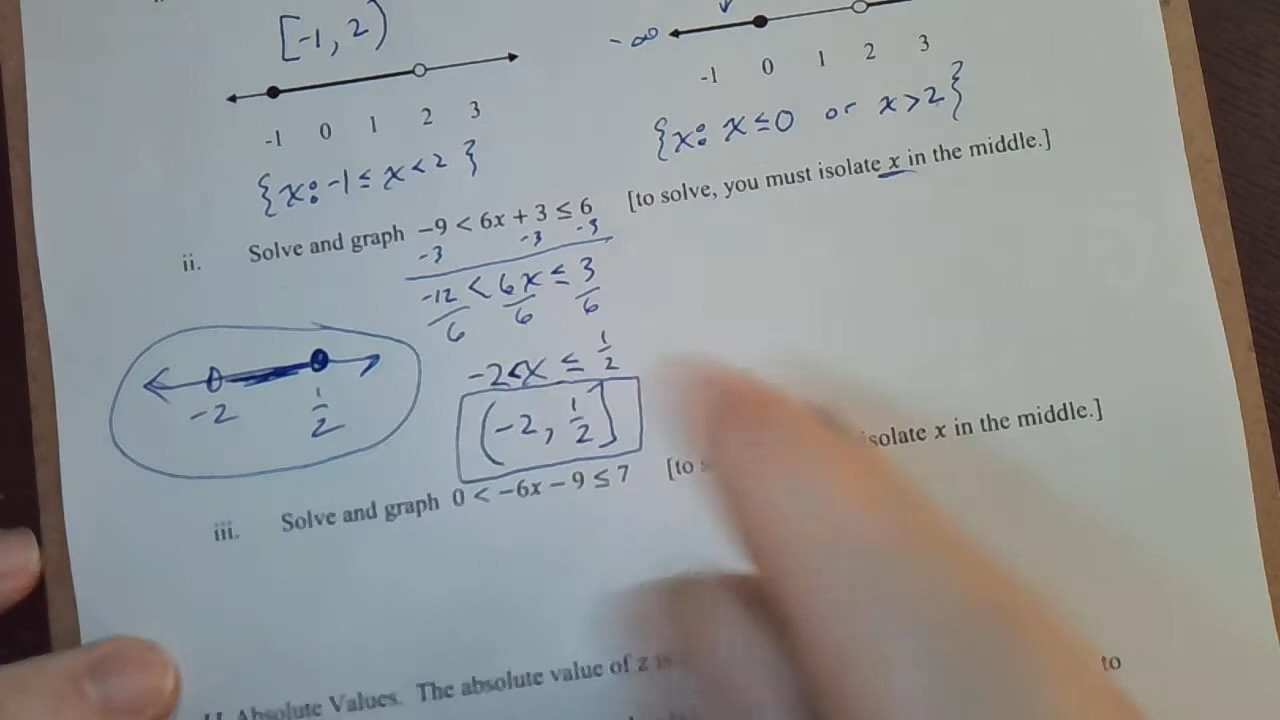 [-1, 2)
-∞
-1 0 1 2 3
-1 0 1 2 3
{x: -1 ≤ x < 2 }
{x: x ≤ 0 or x > 2}
ii. Solve and graph −9 < 6x + 3 ≤ 6 [to solve, you must isolate x in the middle.]
-3 -3 -3
-12/6 < 6x/6 ≤ 3/6
-2 < x ≤ 1/2
-2 1/2
(-2, 1/2]
iii. Solve and graph 0 < −6x − 9 ≤ 7 [to isolate x in the middle.]
Absolute Values. The absolute value of z is to